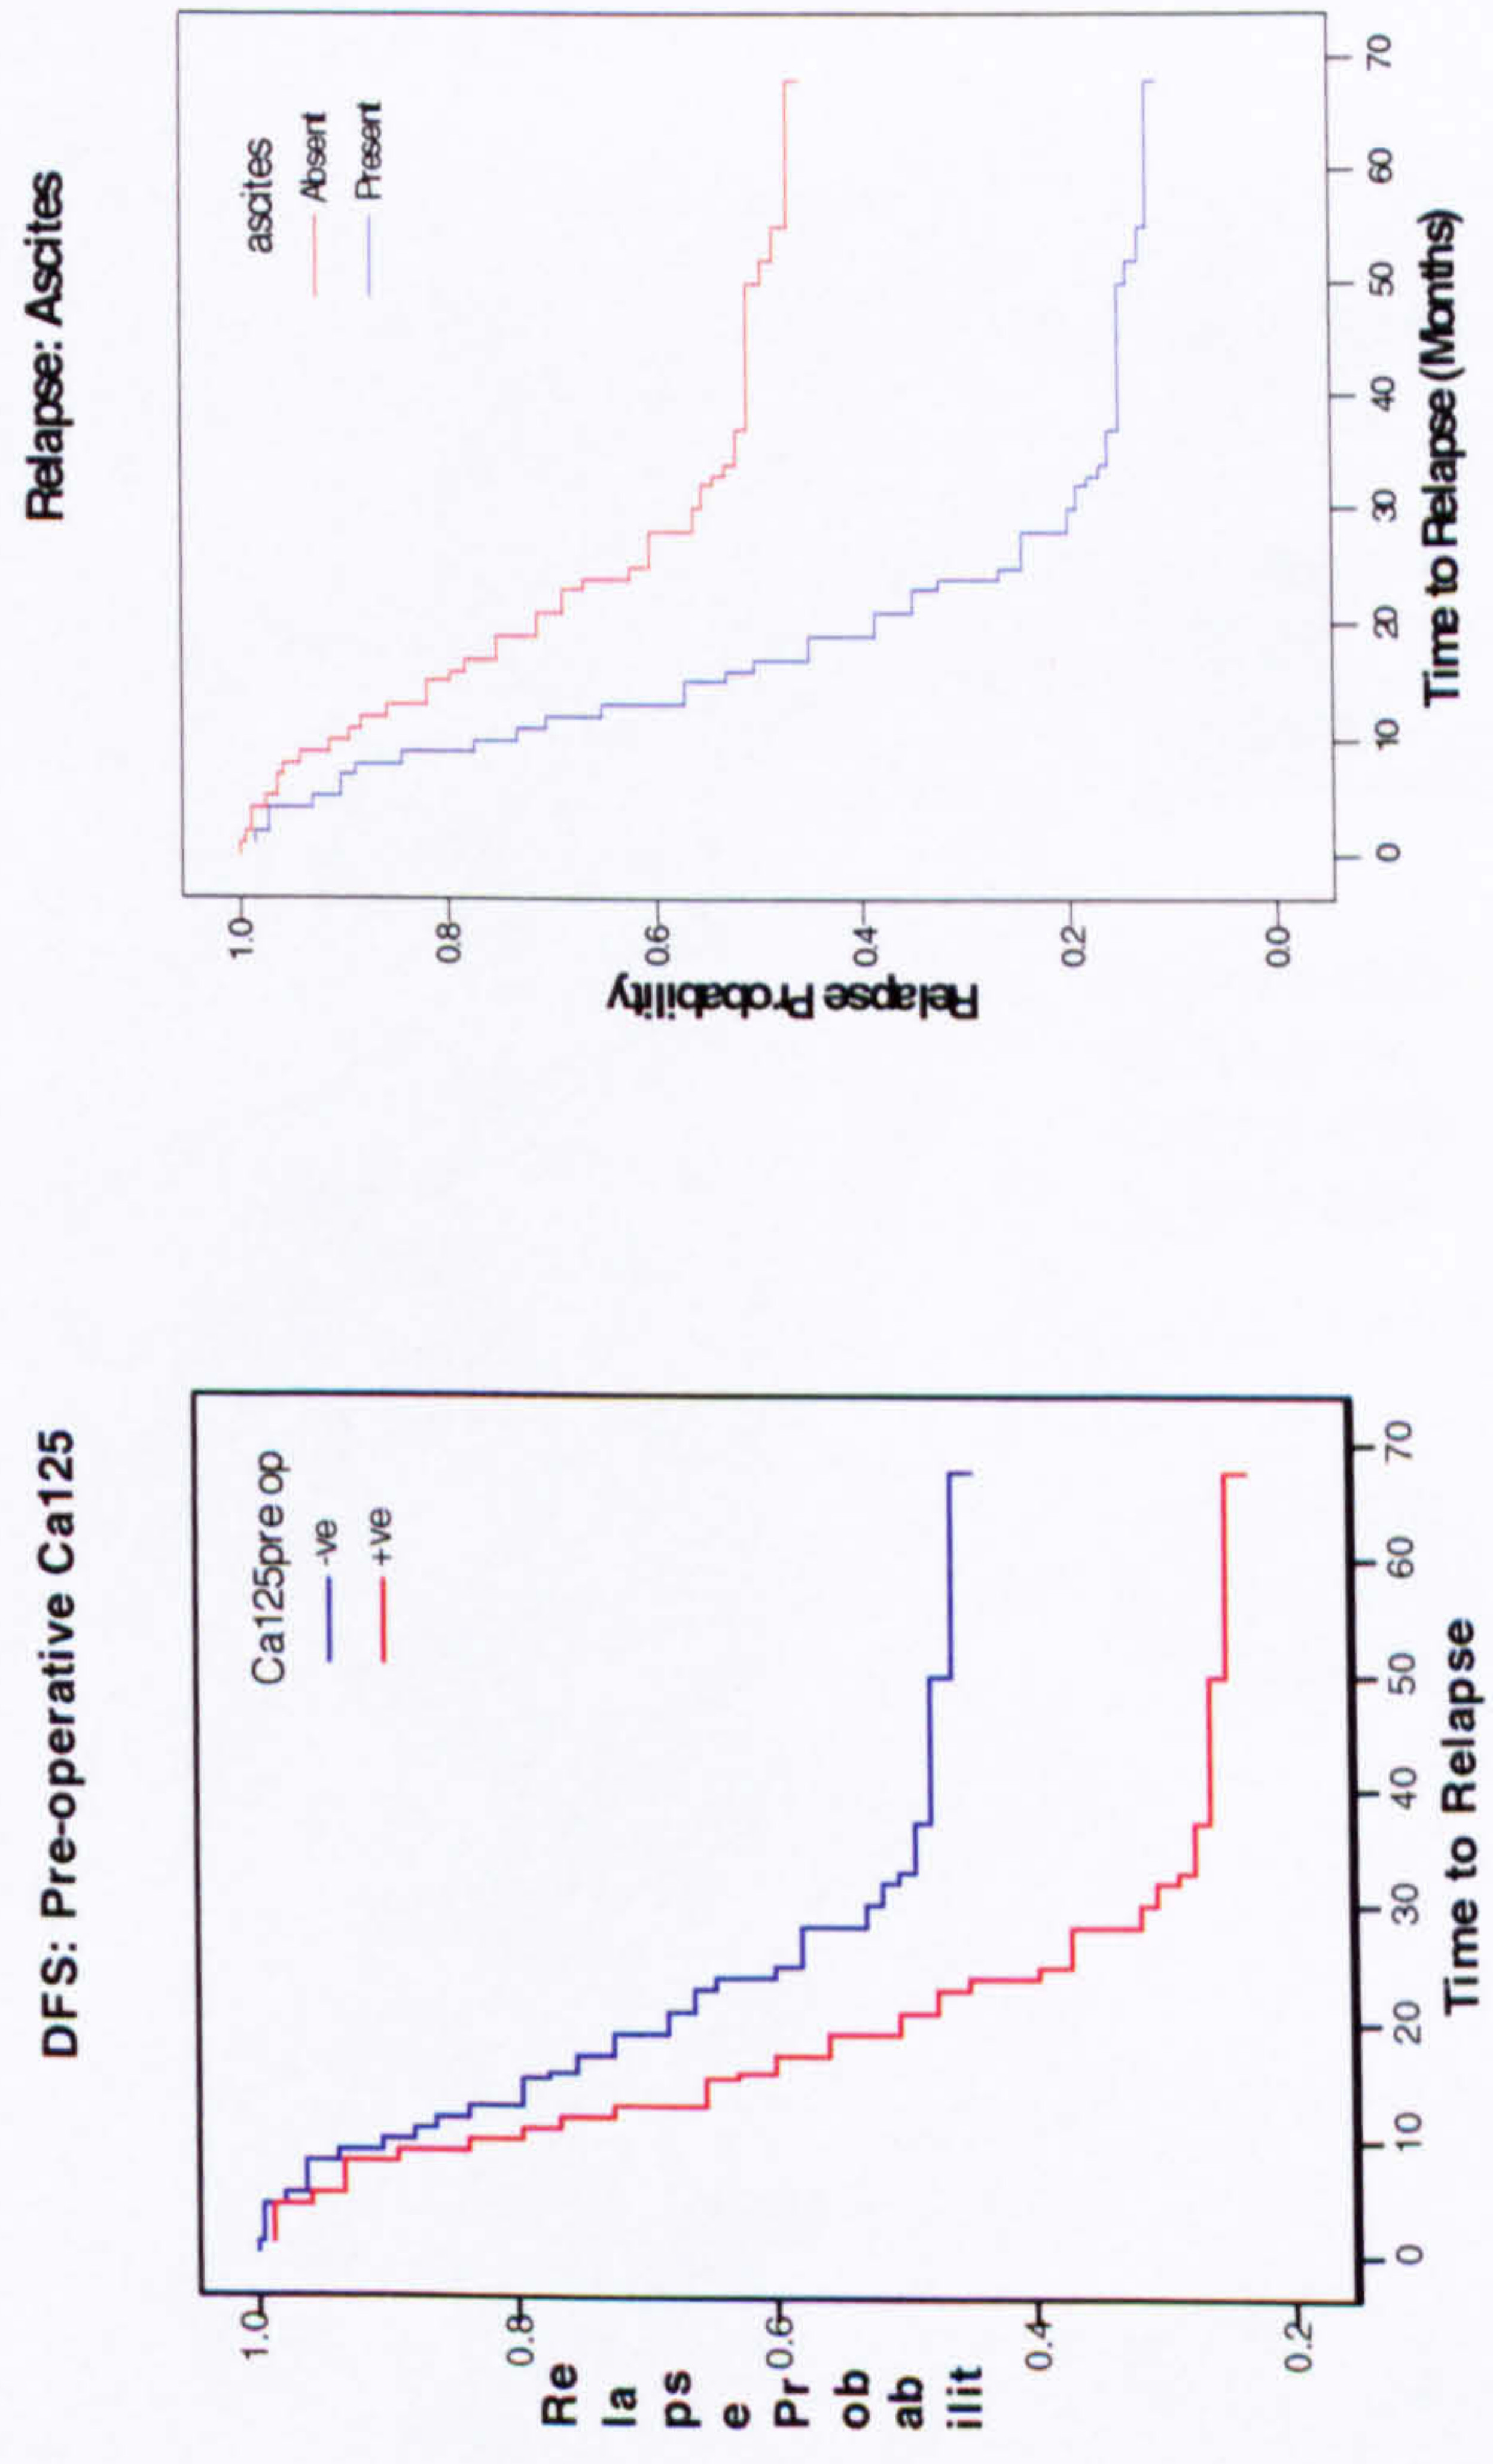 DFS: Pre-operative Ca125
Ca125pre op
-ve
+ve
1.0
0.8
0.6
0.4
0.2
Re
la
ps
e
Pr
ob
ab
ilit
0 10 20 30 40 50 60 70
Time to Relapse
Relapse: Ascites
ascites
Absent
Present
1.0
0.8
0.6
0.4
0.2
0.0
Relapse Probability
0 10 20 30 40 50 60 70
Time to Relapse (Months)